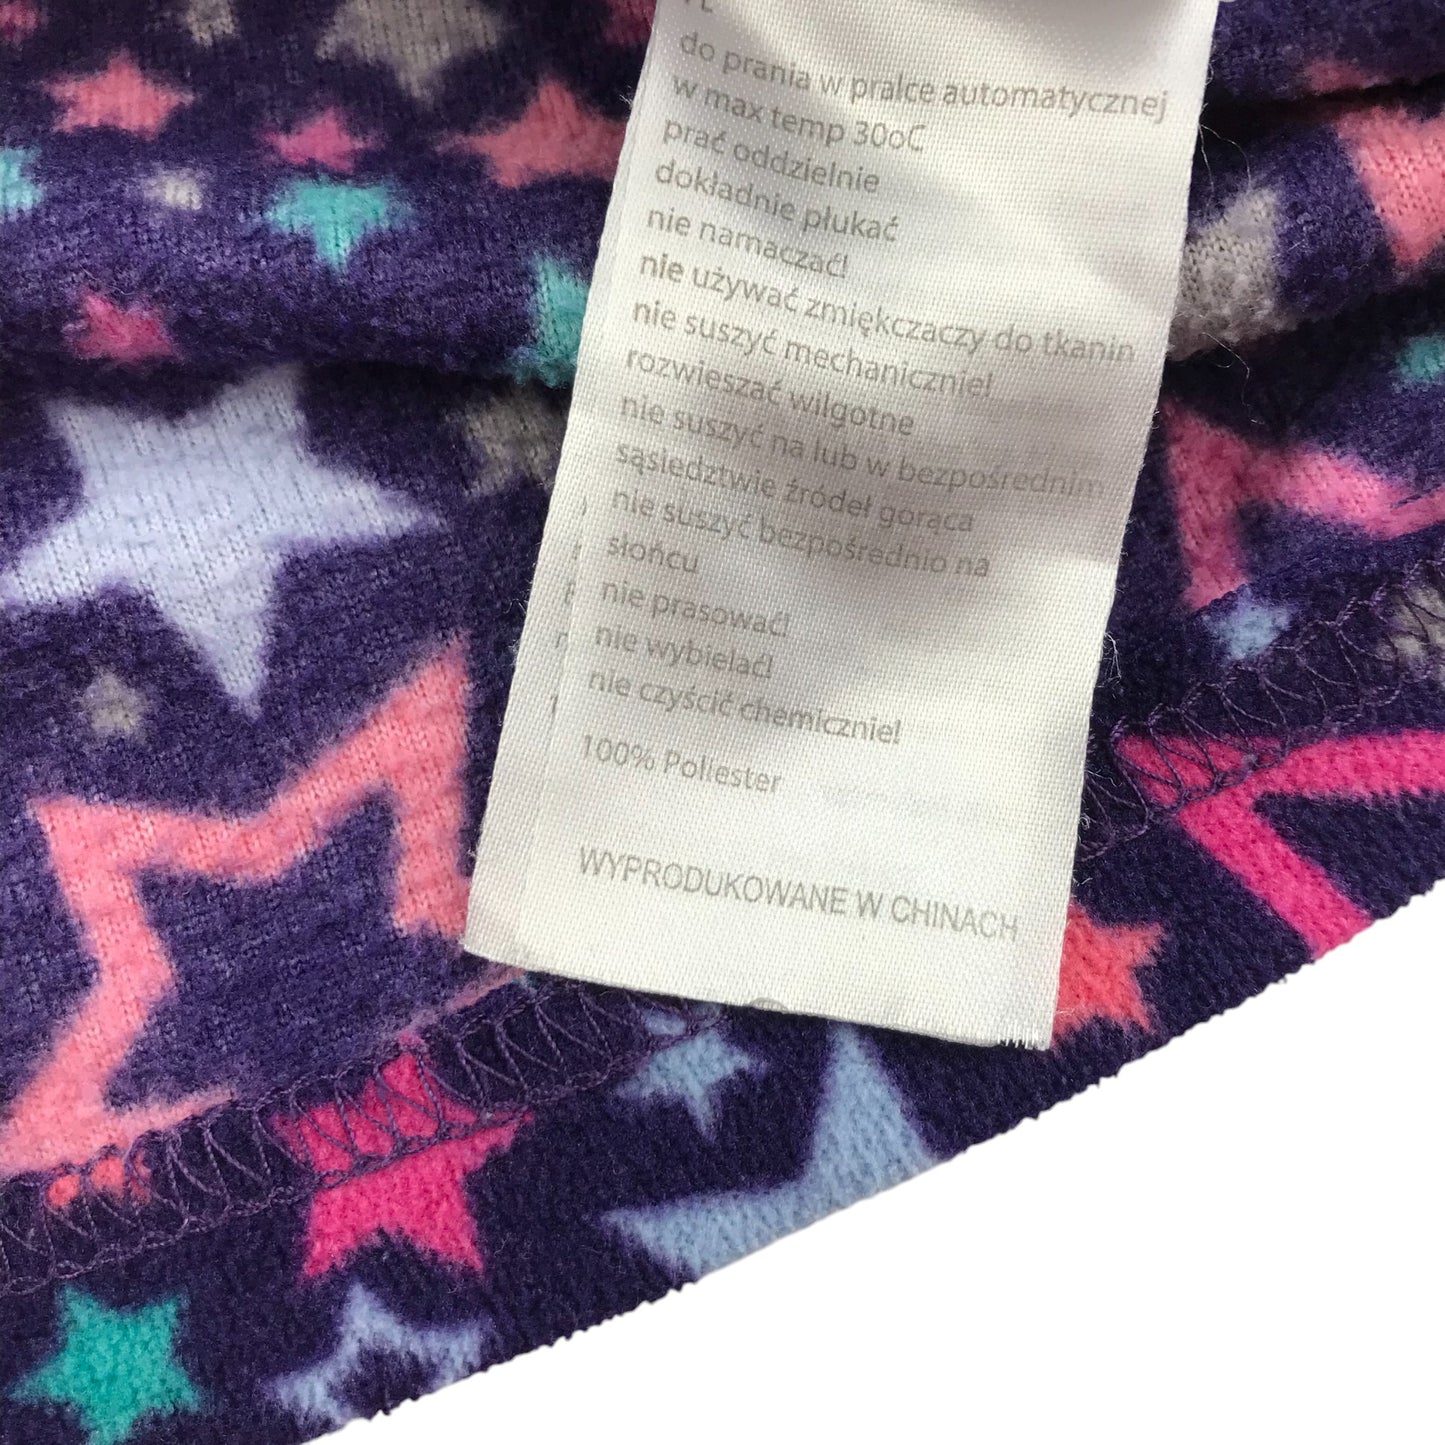 PL
do prania w pralce automatycznej
w max temp 30oC
prać oddzielnie
dokładnie płukać
nie namaczać!
nie używać zmiękczaczy do tkanin
nie suszyć mechanicznie!
rozwieszać wilgotne
nie suszyć na lub w bezpośrednim
sąsiedztwie źródeł gorąca
nie suszyć bezpośrednio na
słońcu
nie prasować!
nie wybielać!
nie czyścić chemicznie!
100% Poliester
WYPRODUKOWANE W CHINACH